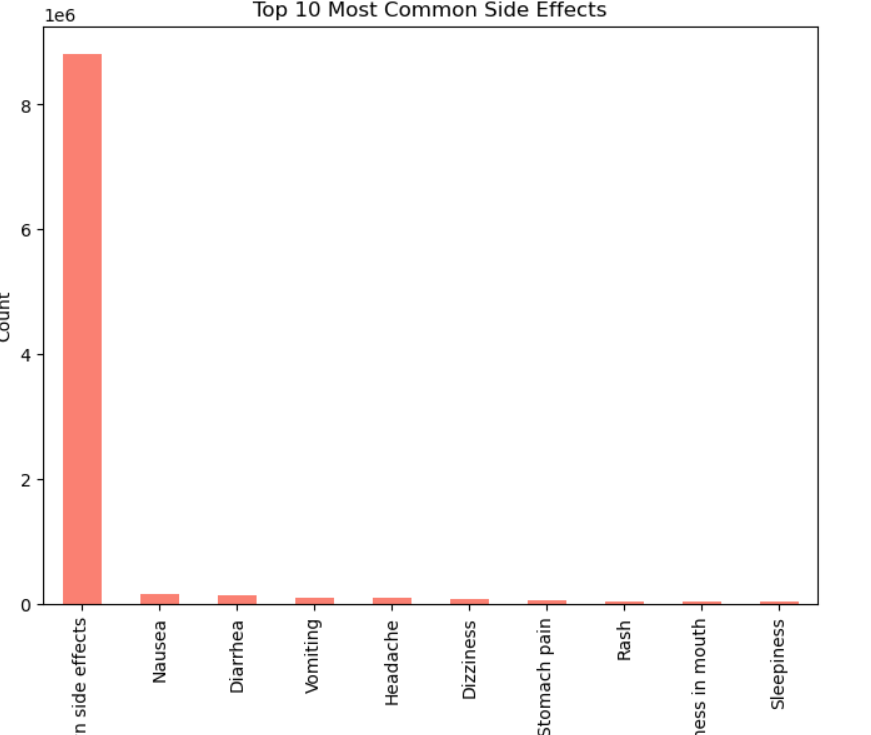 Top 10 Most Common Side Effects
1e6
8
6
4
2
0
Count
n side effects
Nausea
Diarrhea
Vomiting
Headache
Dizziness
Stomach pain
Rash
ness in mouth
Sleepiness